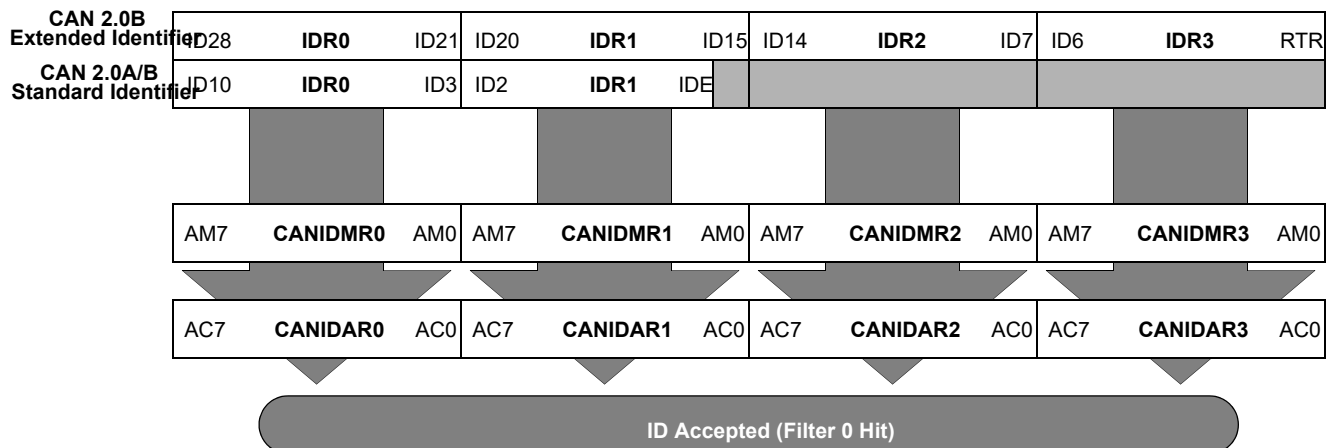 CAN 2.0B
Extended Identifier
ID28 IDR0 ID21 ID20 IDR1 ID15 ID14 IDR2 ID7 ID6 IDR3 RTR
CAN 2.0A/B
Standard Identifier
ID10 IDR0 ID3 ID2 IDR1 IDE
AM7 CANIDMR0 AM0 AM7 CANIDMR1 AM0 AM7 CANIDMR2 AM0 AM7 CANIDMR3 AM0
AC7 CANIDAR0 AC0 AC7 CANIDAR1 AC0 AC7 CANIDAR2 AC0 AC7 CANIDAR3 AC0
ID Accepted (Filter 0 Hit)